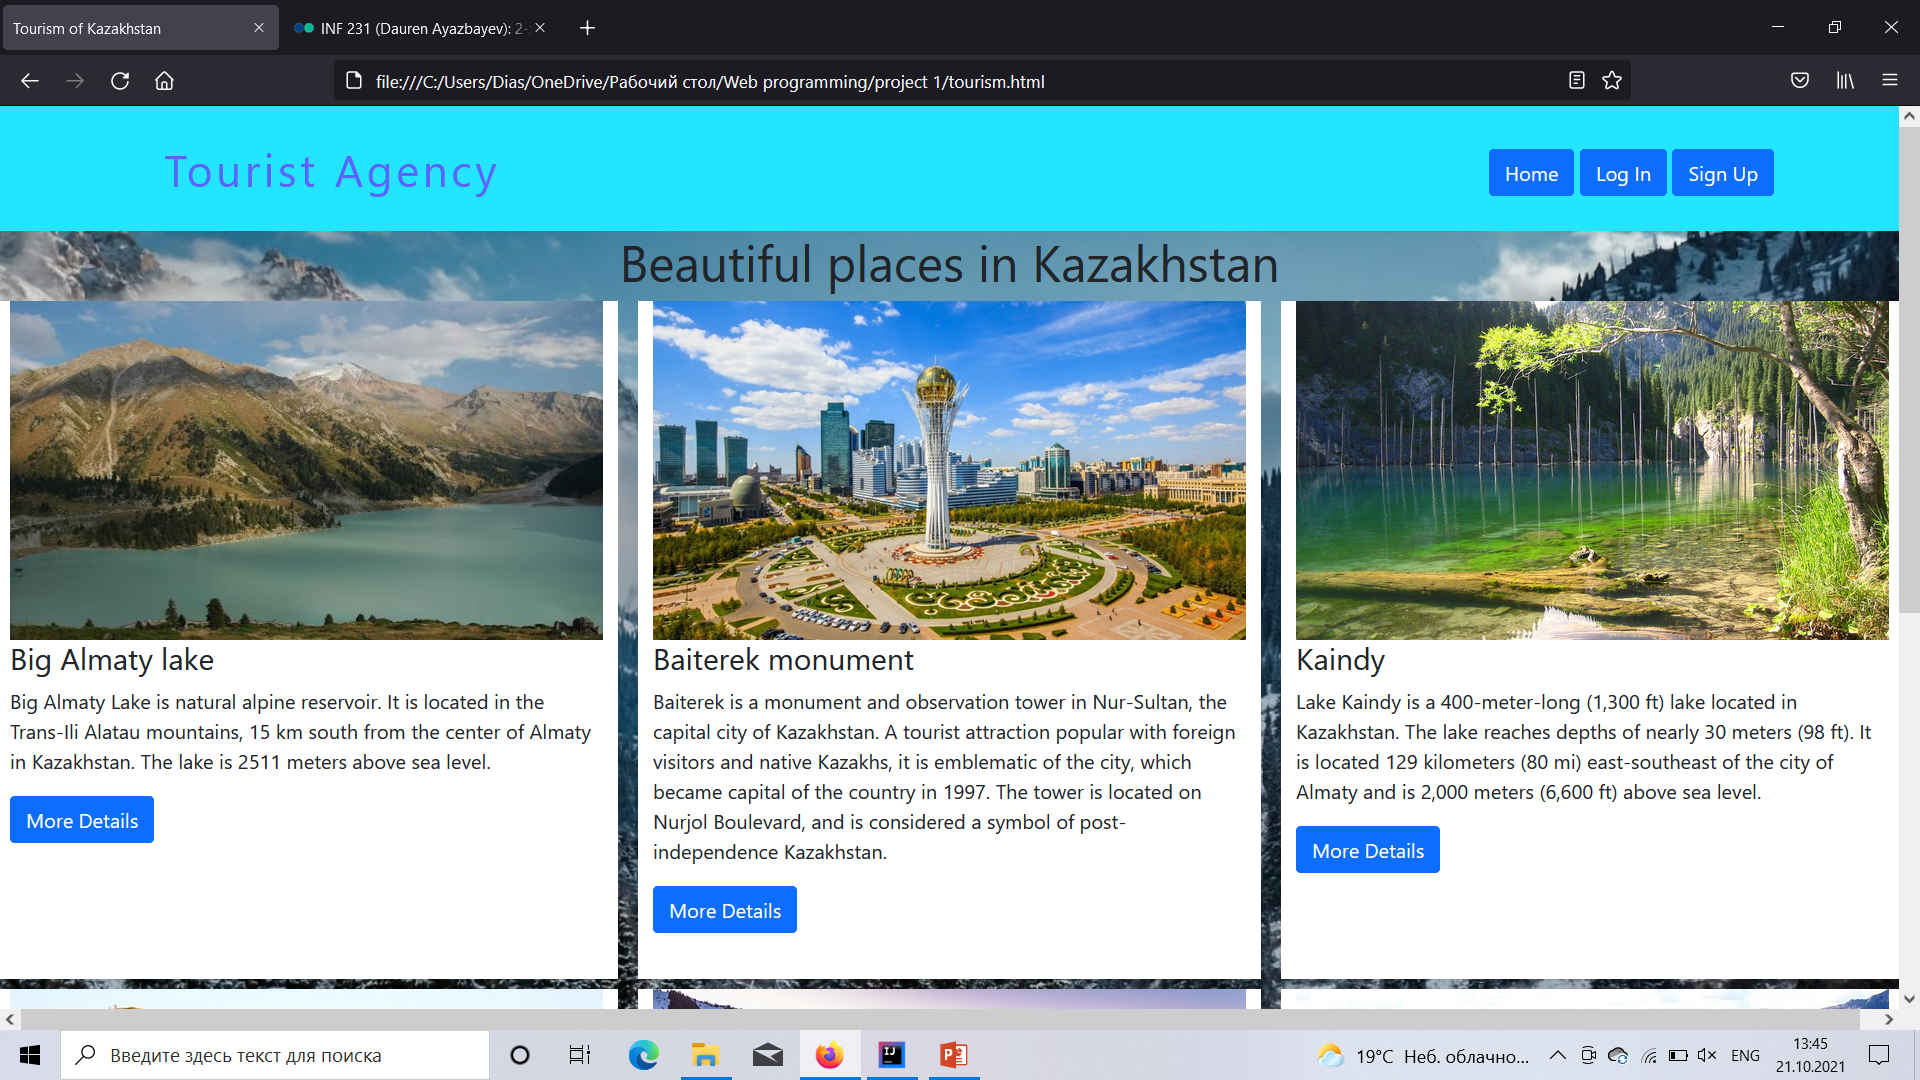 Tourism of Kazakhstan
INF 231 (Dauren Ayazbayev): 2-
file:///C:/Users/Dias/OneDrive/Рабочий стол/Web programming/project 1/tourism.html
Tourist Agency
Home
Log In
Sign Up
Beautiful places in Kazakhstan
Big Almaty lake
Big Almaty Lake is natural alpine reservoir. It is located in the
Trans-Ili Alatau mountains, 15 km south from the center of Almaty
in Kazakhstan. The lake is 2511 meters above sea level.
More Details
Baiterek monument
Baiterek is a monument and observation tower in Nur-Sultan, the
capital city of Kazakhstan. A tourist attraction popular with foreign
visitors and native Kazakhs, it is emblematic of the city, which
became capital of the country in 1997. The tower is located on
Nurjol Boulevard, and is considered a symbol of post-
independence Kazakhstan.
More Details
Kaindy
Lake Kaindy is a 400-meter-long (1,300 ft) lake located in
Kazakhstan. The lake reaches depths of nearly 30 meters (98 ft). It
is located 129 kilometers (80 mi) east-southeast of the city of
Almaty and is 2,000 meters (6,600 ft) above sea level.
More Details
Введите здесь текст для поиска
19°C Неб. облачно...
ENG
13:45
21.10.2021